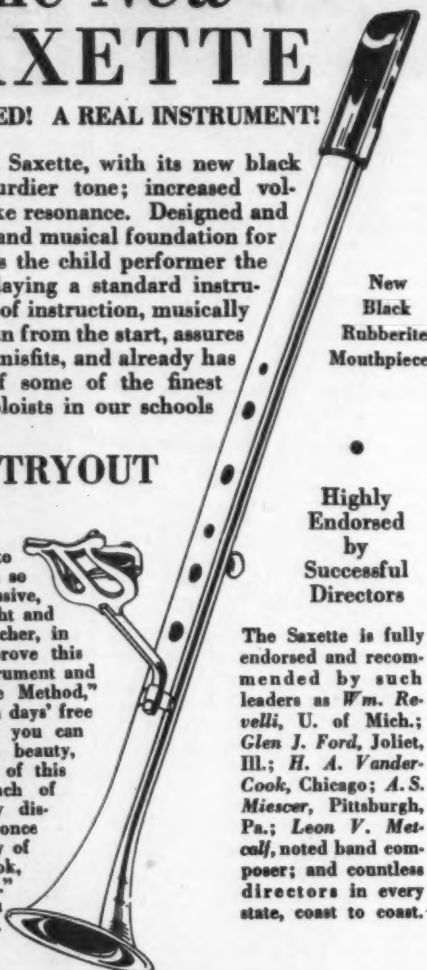 he New
AXETTE
ED! A REAL INSTRUMENT!
Saxette, with its new black
urdier tone; increased vol-
ke resonance. Designed and
and musical foundation for
s the child performer the
laying a standard instru-
of instruction, musically
n from the start, assures
misfits, and already has
f some of the finest
loists in our schools
New
Black
Rubberite
Mouthpiece
TRYOUT
to
so
sive,
ht and
cher, in
rove this
rument and
e Method,"
days' free
you can
beauty,
of this
ach of
y dis-
once
y of
ok,
."
Highly
Endorsed
by
Successful
Directors
The Saxette is fully
endorsed and recom-
mended by such
leaders as Wm. Re-
velli, U. of Mich.;
Glen J. Ford, Joliet,
Ill.; H. A. Vander-
Cook, Chicago; A. S.
Miescer, Pittsburgh,
Pa.; Leon V. Met-
calf, noted band com-
poser; and countless
directors in every
state, coast to coast.